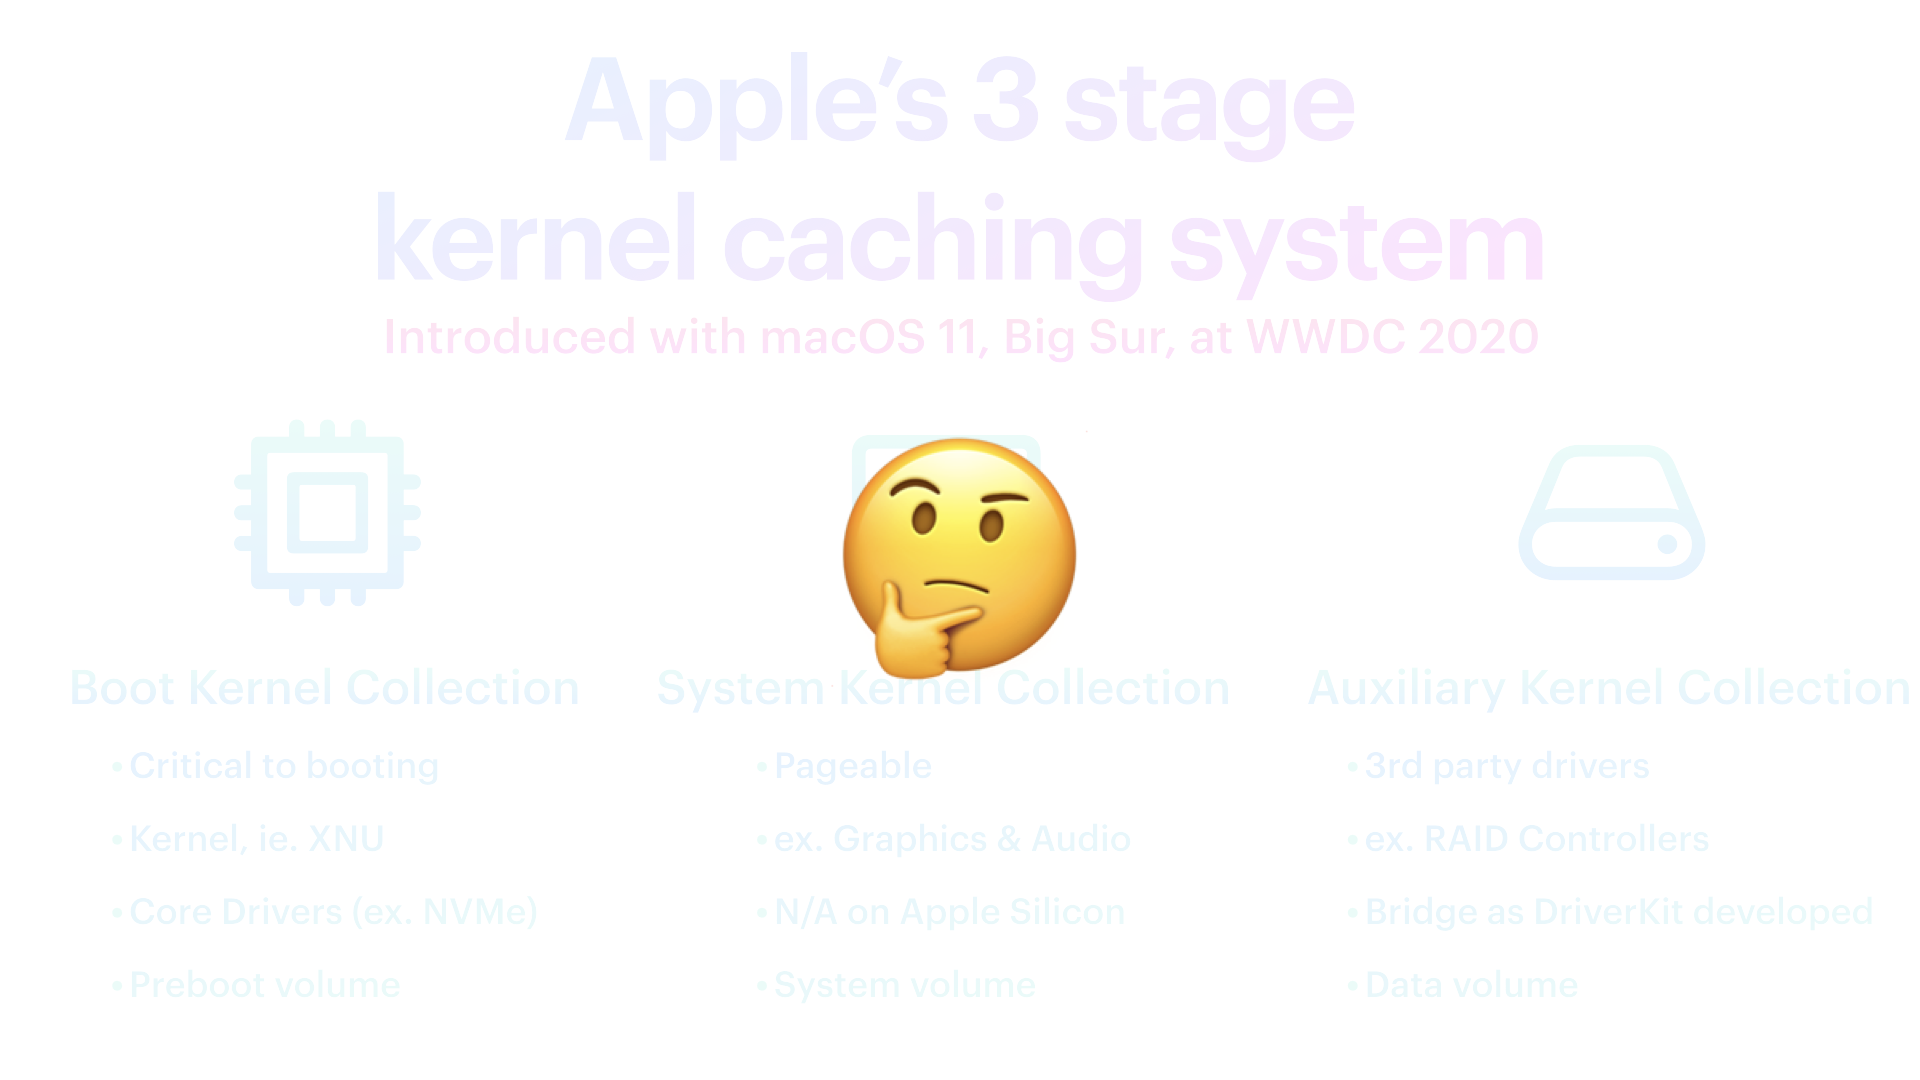 Apple’s 3 stage
kernel caching system
Introduced with macOS 11, Big Sur, at WWDC 2020
Boot Kernel Collection
• Critical to booting
• Kernel, ie. XNU
• Core Drivers (ex. NVMe)
• Preboot volume
System Kernel Collection
• Pageable
• ex. Graphics & Audio
• N/A on Apple Silicon
• System volume
Auxiliary Kernel Collection
• 3rd party drivers
• ex. RAID Controllers
• Bridge as DriverKit developed
• Data volume